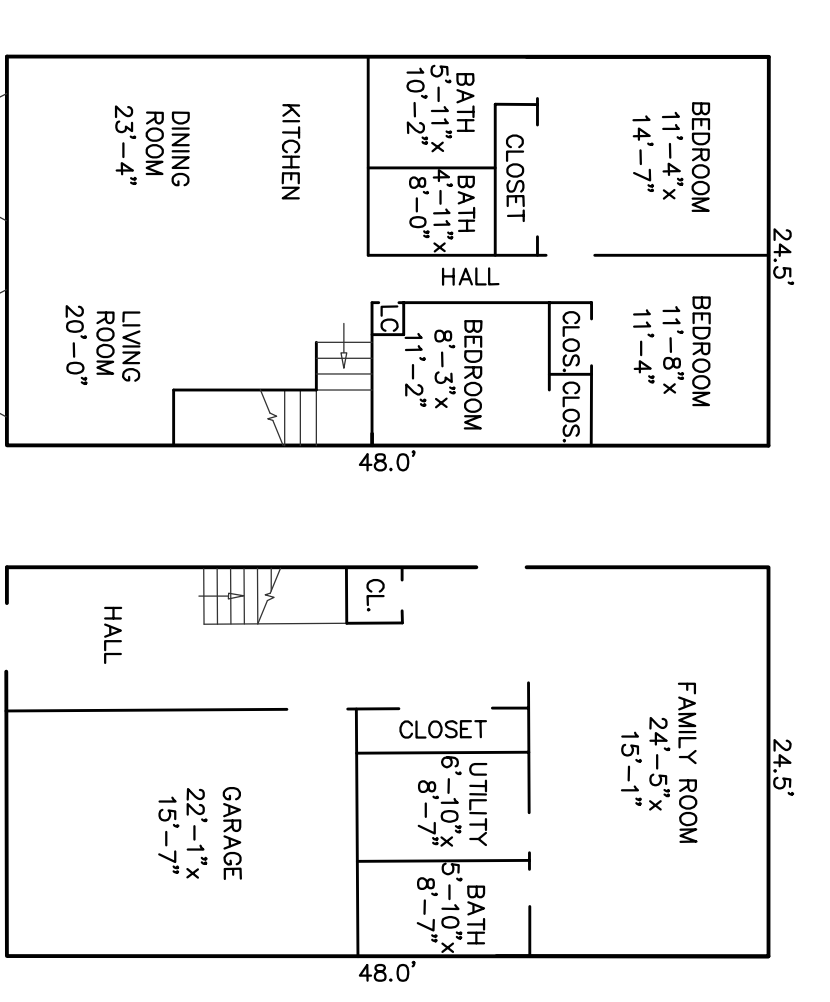 BEDROOM
11'-4"x
14'-7"
BATH
5'-11"x
10'-2"
CLOSET
BATH
4'-11"x
8'-0"
KITCHEN
DINING
ROOM
23'-4"
24.5'
HALL
BEDROOM
11'-8"x
11'-4"
CLOS.
CLOS.
LC
BEDROOM
8'-3"x
11'-2"
LIVING
ROOM
20'-0"
48.0'
CL.
HALL
FAMILY ROOM
24'-5"x
15'-1"
24.5'
CLOSET
UTILITY
6'-10"x
8'-7"
GARAGE
22'-1"x
15'-7"
BATH
5'-10"x
8'-7"
48.0'